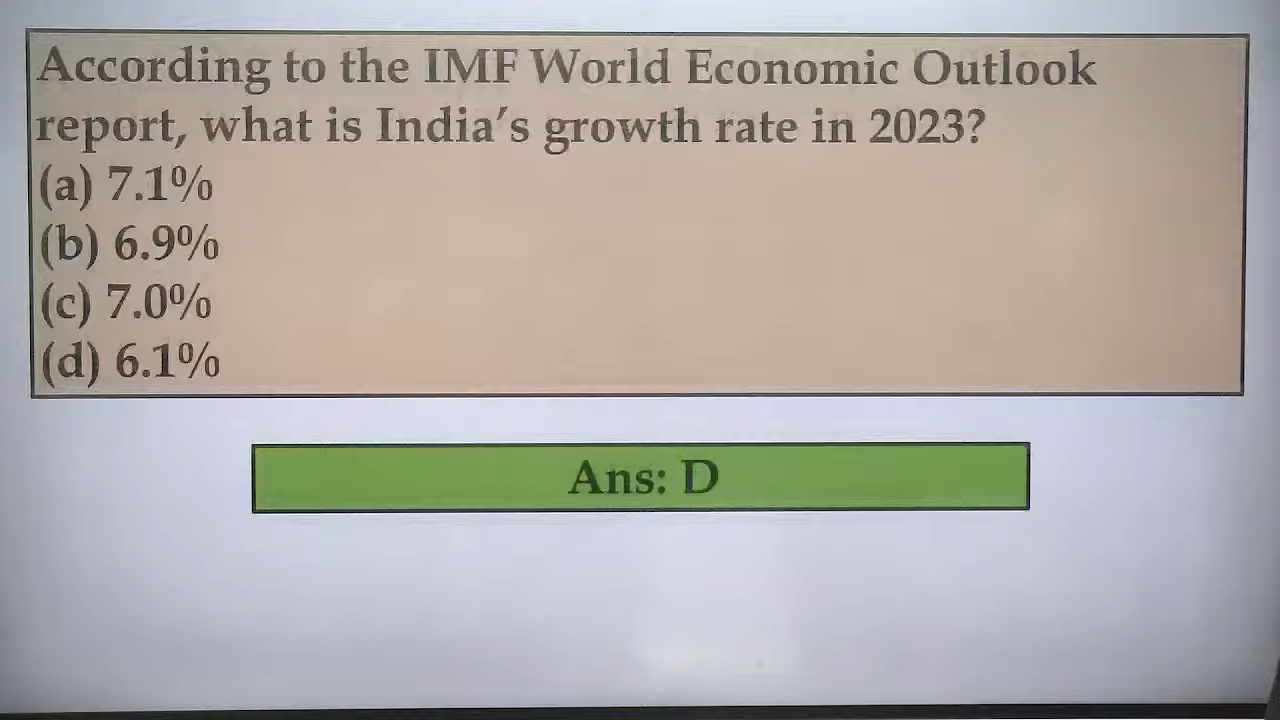 According to the IMF World Economic Outlook
report, what is India's growth rate in 2023?
(a) 7.1%
(b) 6.9%
(c) 7.0%
(d) 6.1%
Ans: D